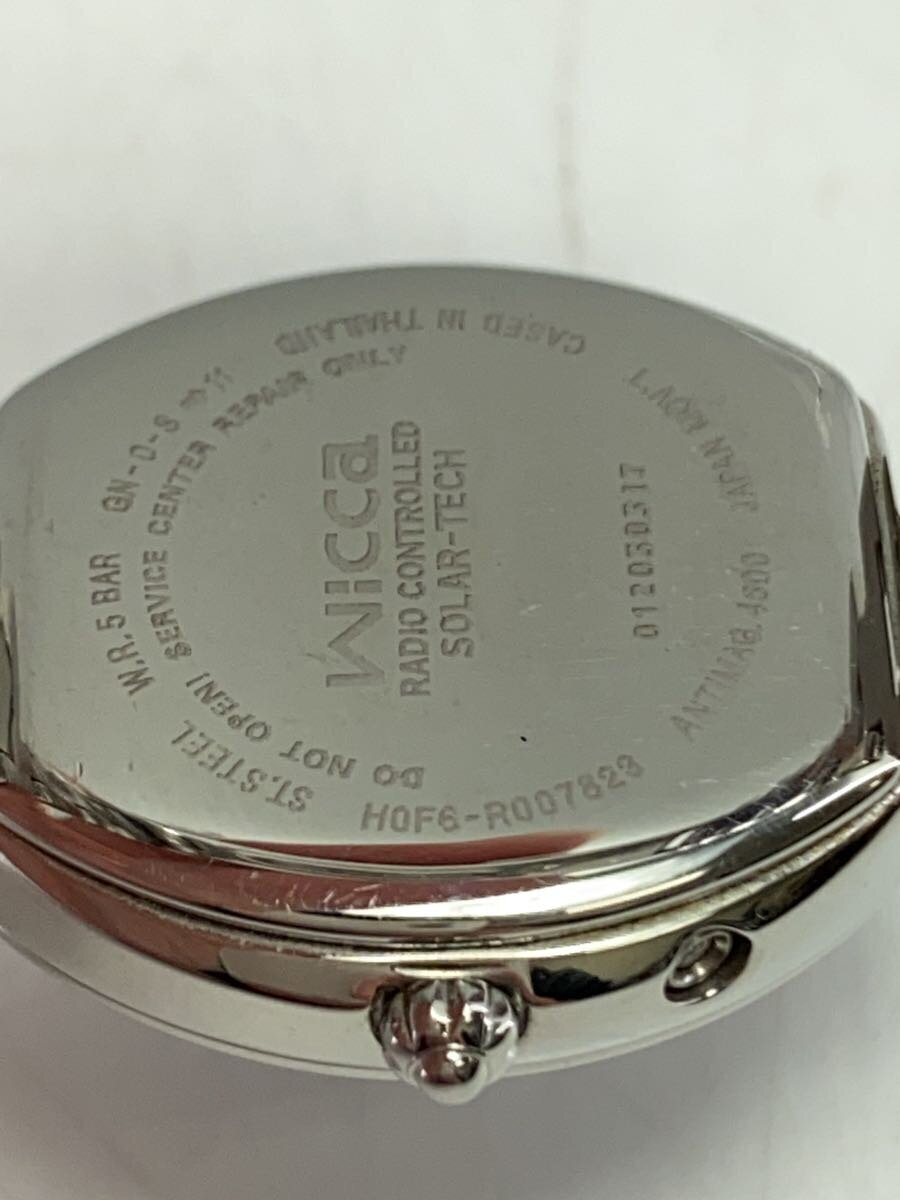 wicca
RADIO CONTROLLED
SOLAR-TECH
012030317
DO NOT OPEN! SERVICE CENTER REPAIR ONLY
ST.STEEL W.R.5 BAR GN-0-S
CASED IN THAILAND
JAPAN MOV'T
ANTIMAG.4800
H0F6-R007823